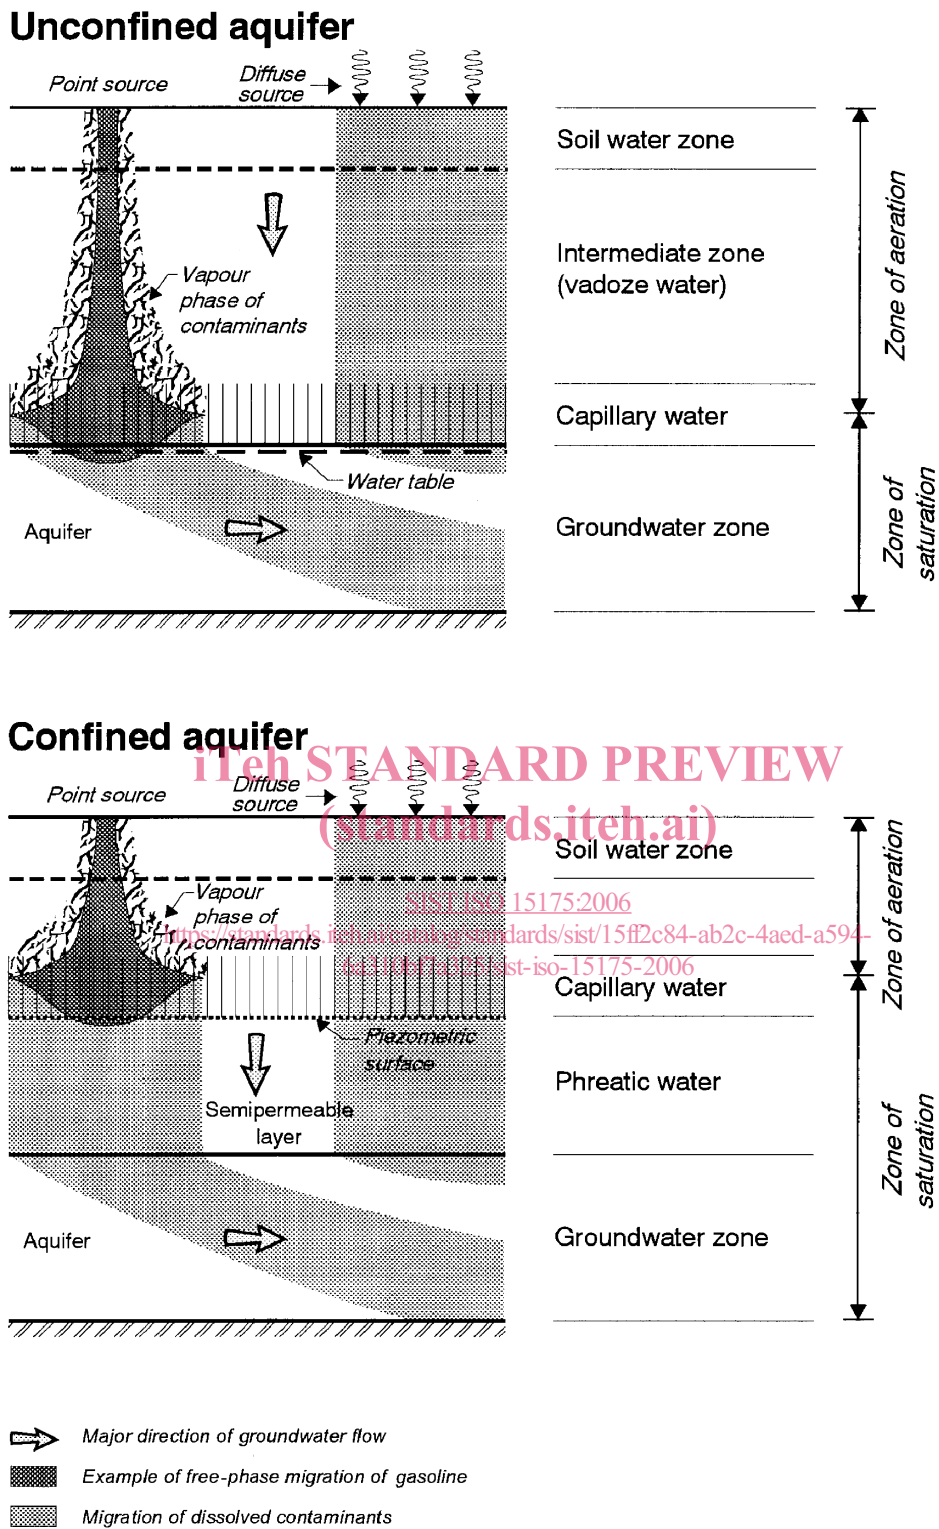 Unconfined aquifer
Point source
Diffuse
source
Soil water zone
Zone of aeration
Intermediate zone
(vadoze water)
Vapour
phase of
contaminants
Capillary water
Water table
Aquifer
Groundwater zone
Zone of
saturation
Confined aquifer
iTeh STANDARD PREVIEW
(standards.iteh.ai)
Point source
Diffuse
source
Soil water zone
Zone of aeration
Vapour
phase of
contaminants
SIST ISO 15175:2006
https://standards.iteh.ai/catalog/standards/sist/15ff2c84-ab2c-4aed-a594-
/sist-iso-15175-2006
Capillary water
Piezometric
surface
Phreatic water
Semipermeable
layer
Zone of
saturation
Aquifer
Groundwater zone
Major direction of groundwater flow
Example of free-phase migration of gasoline
Migration of dissolved contaminants